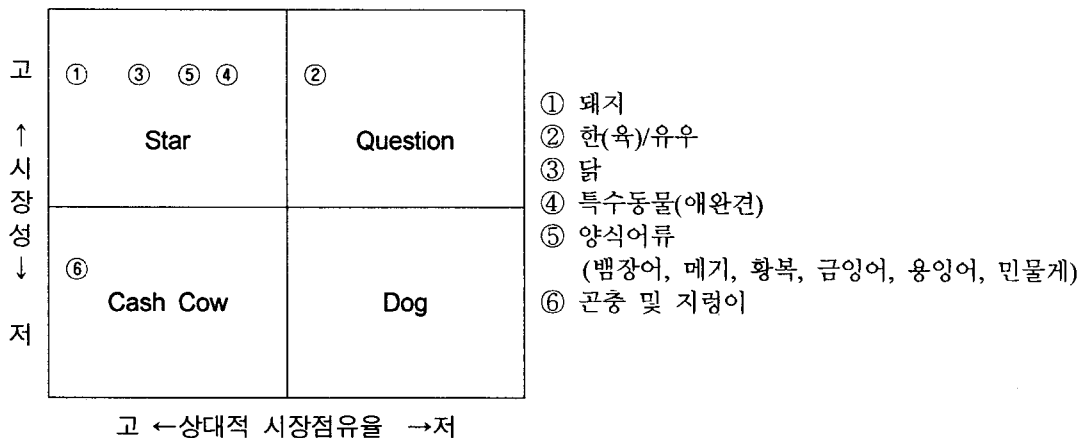 고
↑
시
장
성
↓
저
① ③ ⑤ ④
Star
②
Question
⑥
Cash Cow
Dog
고 ←상대적 시장점유율 →저
① 돼지
② 한(육)/유우
③ 닭
④ 특수동물(애완견)
⑤ 양식어류
(뱀장어, 메기, 황복, 금잉어, 용잉어, 민물게)
⑥ 곤충 및 지렁이